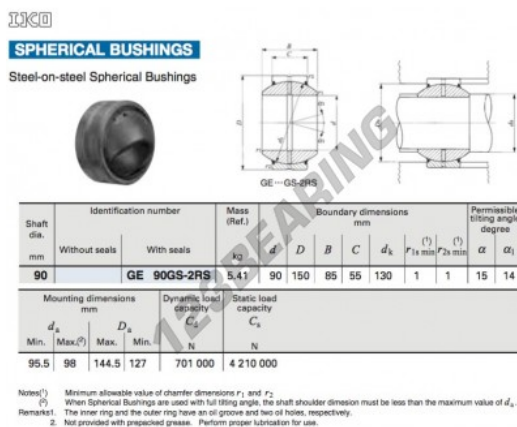 IKO
SPHERICAL BUSHINGS
Steel-on-steel Spherical Bushings
GE…GS-2RS
Shaft dia. mm
Identification number
Without seals
With seals
Mass (Ref.) kg
Boundary dimensions mm
d D B C dk r1s min(1) r2s min(1)
Permissible tilting angle degree
α α1
90 GE 90GS-2RS 5.41 90 150 85 55 130 1 1 15 14
Mounting dimensions mm
da Da
Min. Max.(2) Max. Min.
Dynamic load capacity Cd N
Static load capacity Cs N
95.5 98 144.5 127 701 000 4 210 000
Notes(1) Minimum allowable value of chamfer dimensions r1 and r2
(2) When Spherical Bushings are used with full tilting angle, the shaft shoulder dimesion must be less than the maximum value of da.
Remarks1. The inner ring and the outer ring have an oil groove and two oil holes, respectively.
2. Not provided with prepacked grease. Perform proper lubrication for use.
123BEARING